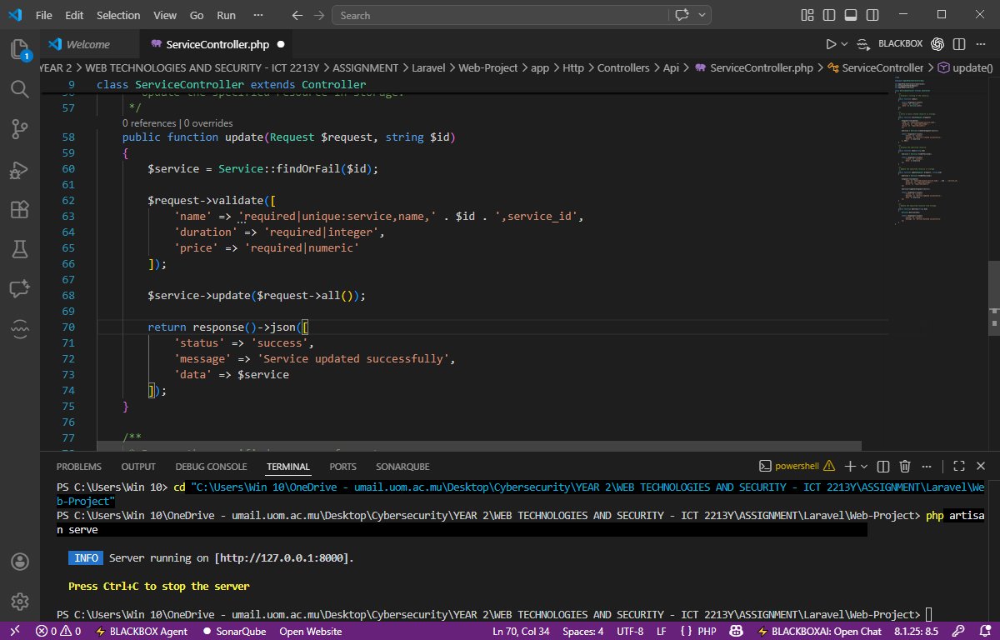 File Edit Selection View Go Run ··· Search
Welcome ServiceController.php BLACKBOX
YEAR 2 > WEB TECHNOLOGIES AND SECURITY - ICT 2213Y > ASSIGNMENT > Laravel > Web-Project > app > Http > Controllers > Api > ServiceController.php > ServiceController > update()
1
9 class ServiceController extends Controller
57 */
0 references | 0 overrides
58 public function update(Request $request, string $id)
59 {
60 $service = Service::findOrFail($id);
61
62 $request->validate([
63 'name' => 'required|unique:service,name,' . $id . ',service_id',
64 'duration' => 'required|integer',
65 'price' => 'required|numeric'
66 ]);
67
68 $service->update($request->all());
69
70 return response()->json([
71 'status' => 'success',
72 'message' => 'Service updated successfully',
73 'data' => $service
74 ]);
75 }
76
77 /**
PROBLEMS OUTPUT DEBUG CONSOLE TERMINAL PORTS SONARQUBE powershell
PS C:\Users\Win 10> cd "C:\Users\Win 10\OneDrive - umail.uom.ac.mu\Desktop\Cybersecurity\YEAR 2\WEB TECHNOLOGIES AND SECURITY - ICT 2213Y\ASSIGNMENT\Laravel\We
b-Project"
PS C:\Users\Win 10\OneDrive - umail.uom.ac.mu\Desktop\Cybersecurity\YEAR 2\WEB TECHNOLOGIES AND SECURITY - ICT 2213Y\ASSIGNMENT\Laravel\Web-Project> php artisa
n serve
INFO Server running on [http://127.0.0.1:8000].
Press Ctrl+C to stop the server
PS C:\Users\Win 10\OneDrive - umail.uom.ac.mu\Desktop\Cybersecurity\YEAR 2\WEB TECHNOLOGIES AND SECURITY - ICT 2213Y\ASSIGNMENT\Laravel\Web-Project>
0 0 BLACKBOX Agent SonarQube Open Website Ln 70, Col 34 Spaces: 4 UTF-8 LF { } PHP BLACKBOXAI: Open Chat 8.1.25: 8.5